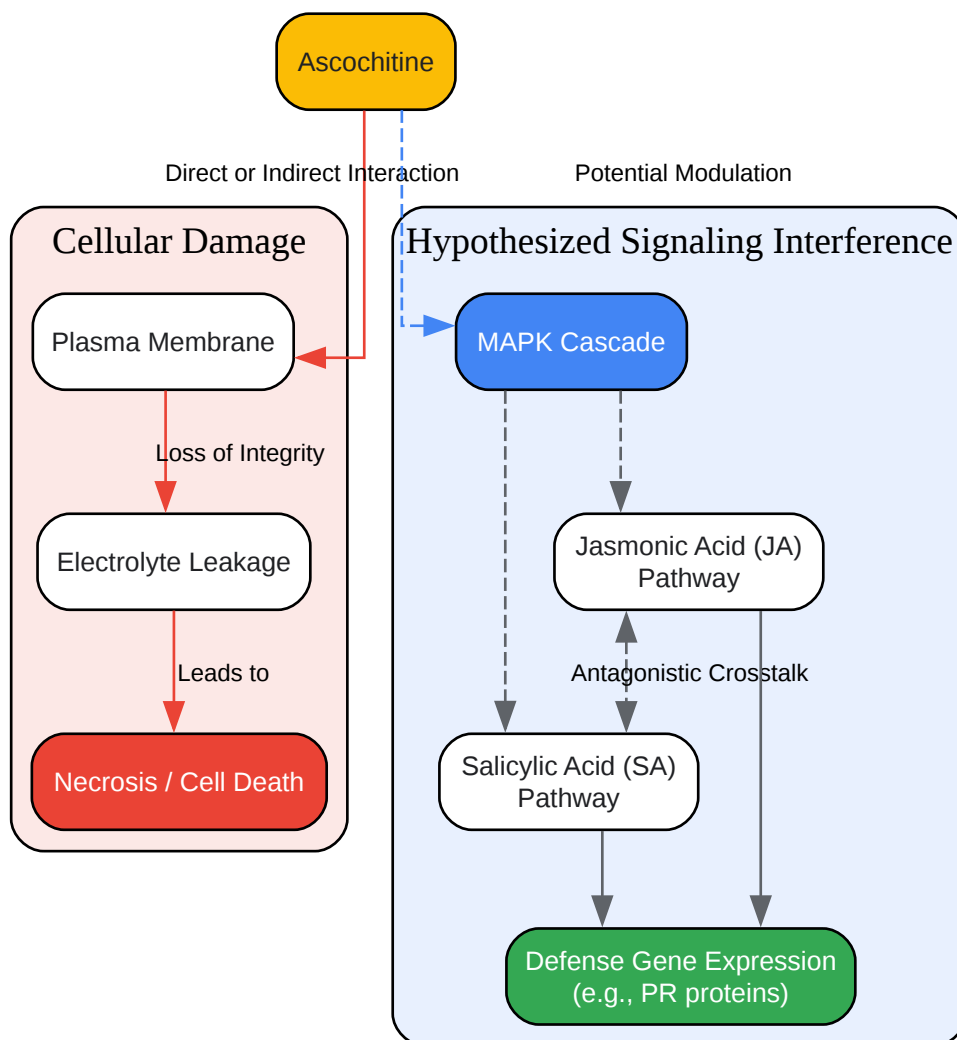 Ascochitine
Direct or Indirect Interaction
Potential Modulation
Cellular Damage
Hypothesized Signaling Interference
Plasma Membrane
MAPK Cascade
Loss of Integrity
Electrolyte Leakage
Jasmonic Acid (JA)
Pathway
Leads to
Antagonistic Crosstalk
Necrosis / Cell Death
Salicylic Acid (SA)
Pathway
Defense Gene Expression
(e.g., PR proteins)